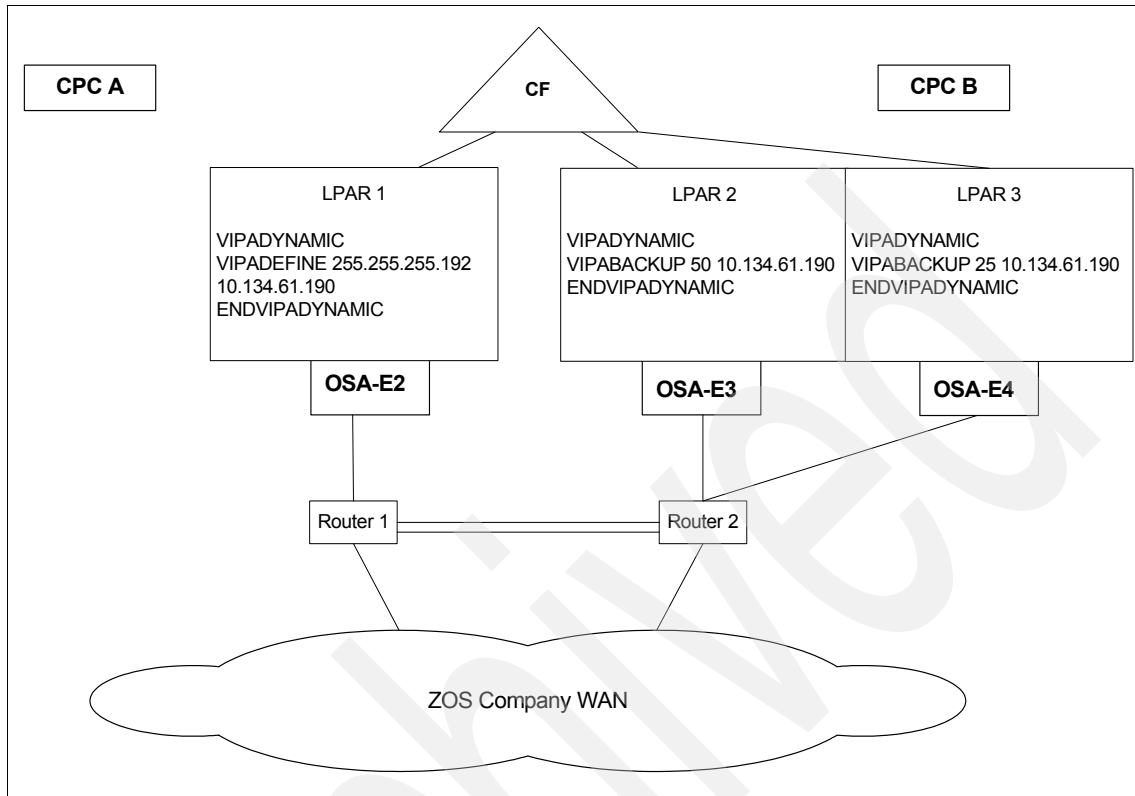 CPC A
CF
CPC B
LPAR 1
VIPADYNAMIC
VIPADEFINE 255.255.255.192
10.134.61.190
ENDVIPADYNAMIC
LPAR 2
VIPADYNAMIC
VIPABACKUP 50 10.134.61.190
ENDVIPADYNAMIC
LPAR 3
VIPADYNAMIC
VIPABACKUP 25 10.134.61.190
ENDVIPADYNAMIC
OSA-E2
OSA-E3
OSA-E4
Router 1
Router 2
ZOS Company WAN